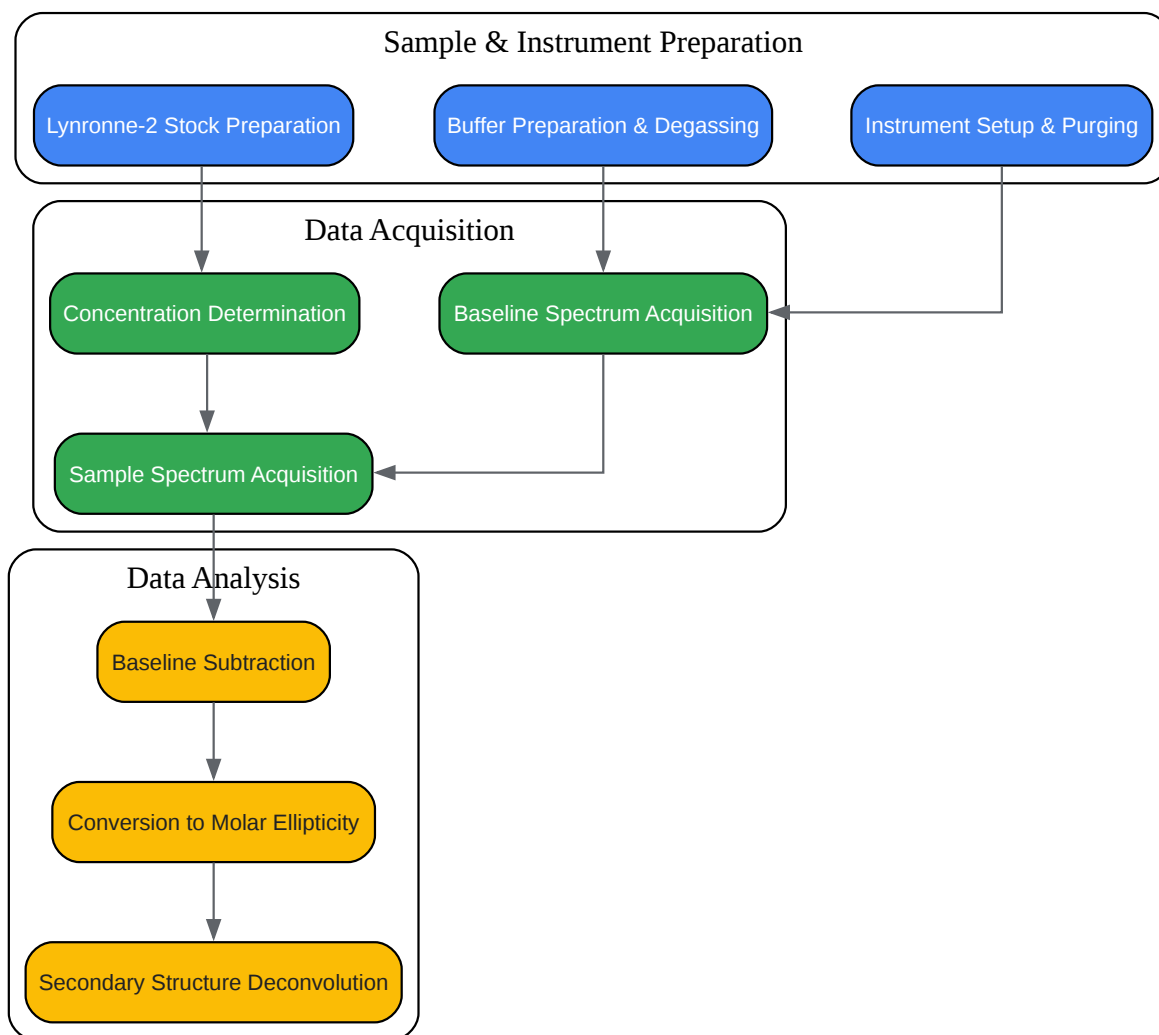 Sample & Instrument Preparation
Lynronne-2 Stock Preparation
Buffer Preparation & Degassing
Instrument Setup & Purging
Data Acquisition
Concentration Determination
Baseline Spectrum Acquisition
Sample Spectrum Acquisition
Data Analysis
Baseline Subtraction
Conversion to Molar Ellipticity
Secondary Structure Deconvolution